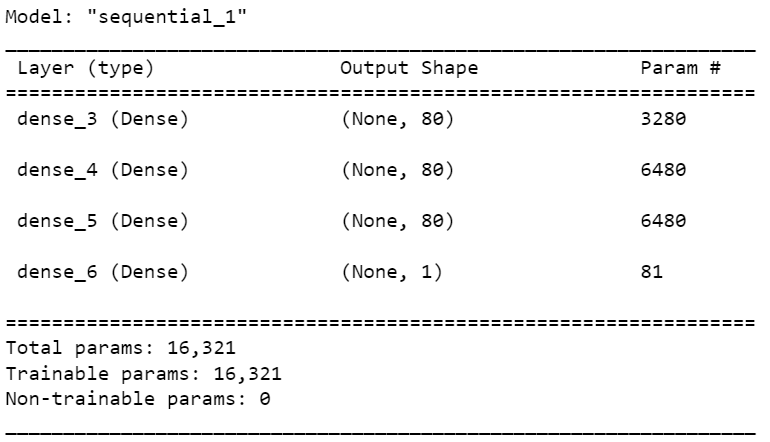 Model: "sequential_1"
_________________________________________________________________
Layer (type) Output Shape Param #
=================================================================
dense_3 (Dense) (None, 80) 3280
dense_4 (Dense) (None, 80) 6480
dense_5 (Dense) (None, 80) 6480
dense_6 (Dense) (None, 1) 81
=================================================================
Total params: 16,321
Trainable params: 16,321
Non-trainable params: 0
_________________________________________________________________